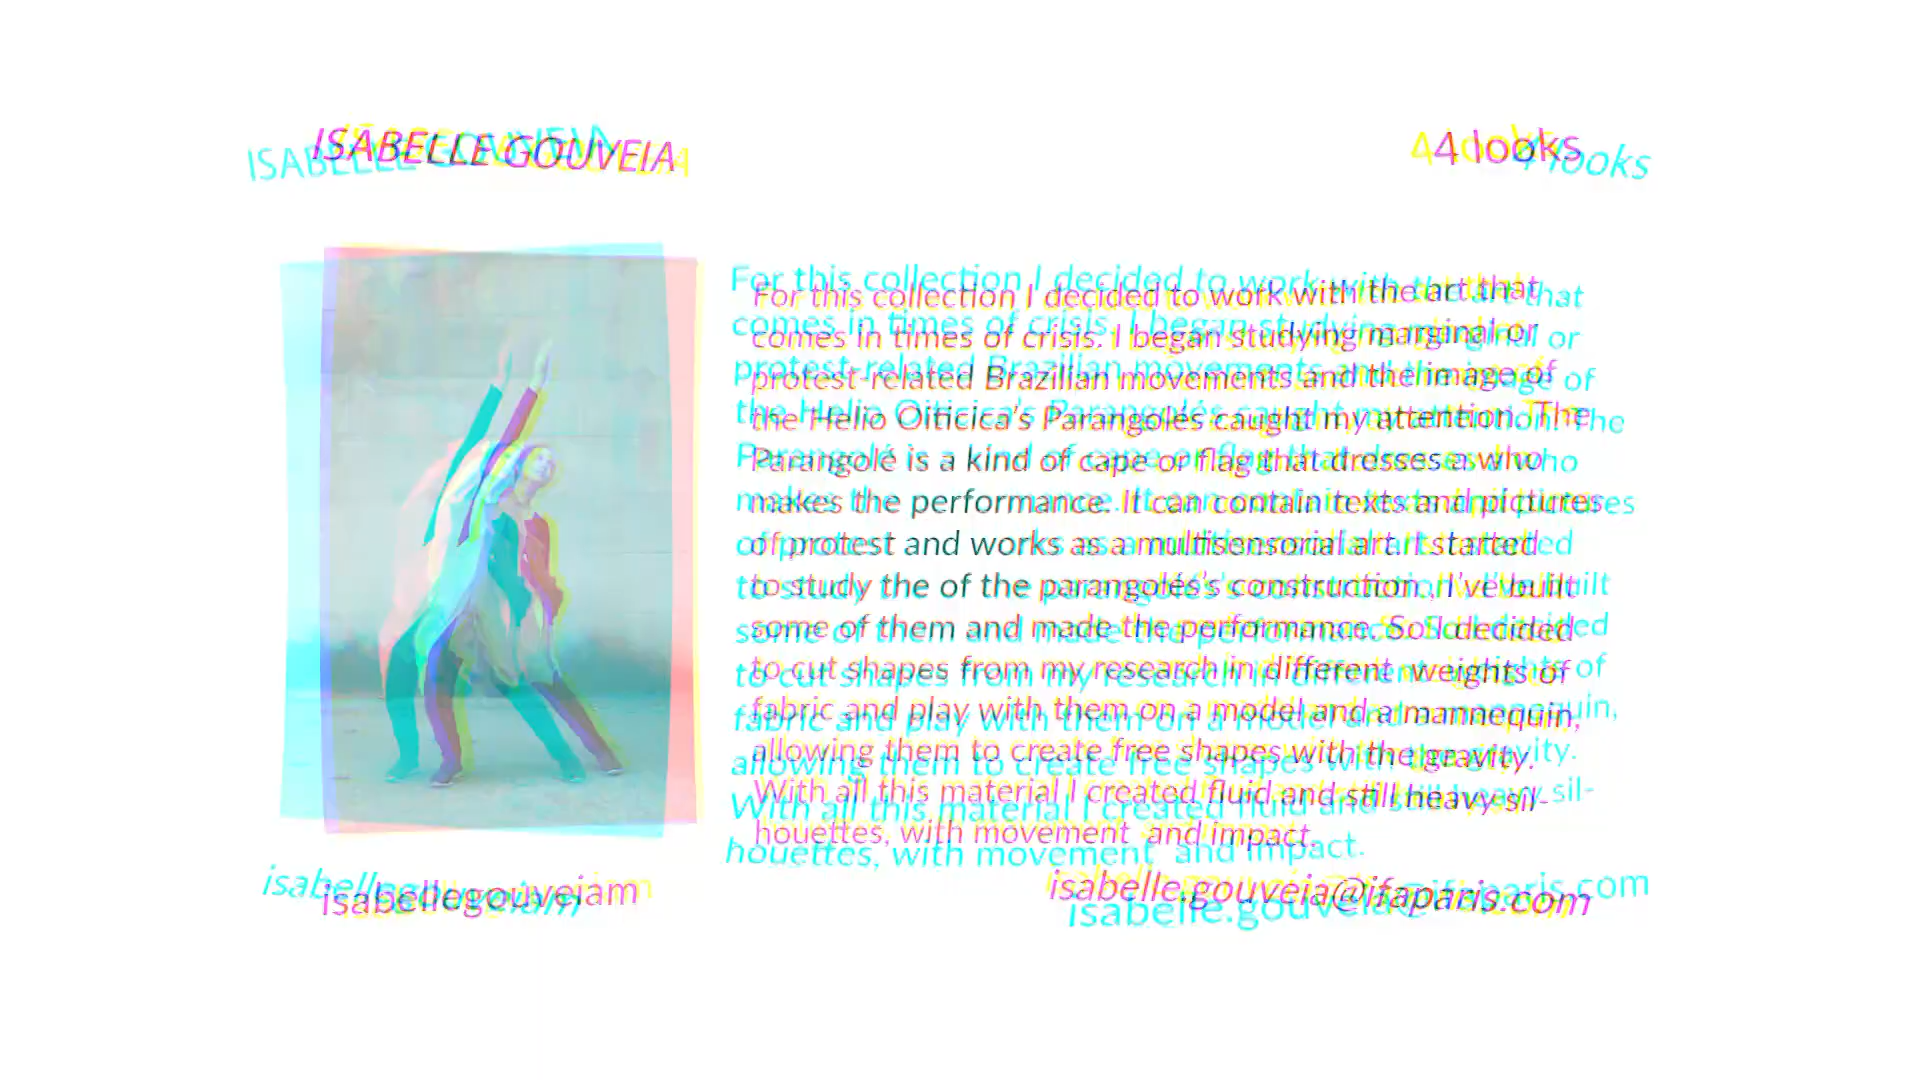 ISABELLE GOUVEIA
4 looks
For this collection I decided to work with the art that
comes in times of crisis. I began studying marginal or
protest-related Brazilian movements and the image of
the Helio Oiticica's Parangolés caught my attention. The
Parangolé is a kind of cape or flag that dresses a who
makes the performance. It can contain texts and pictures
of protest and works as a multisensorial art. I started
to study the of the parangolés's construction, I've built
some of them and made the performance. So I decided
to cut shapes from my research in different weights of
fabric and play with them on a model and a mannequin,
allowing them to create free shapes with the gravity.
With all this material I created fluid and still heavy sil-
houettes, with movement and impact.
isabellegouveiam
isabelle.gouveia@ifaparis.com